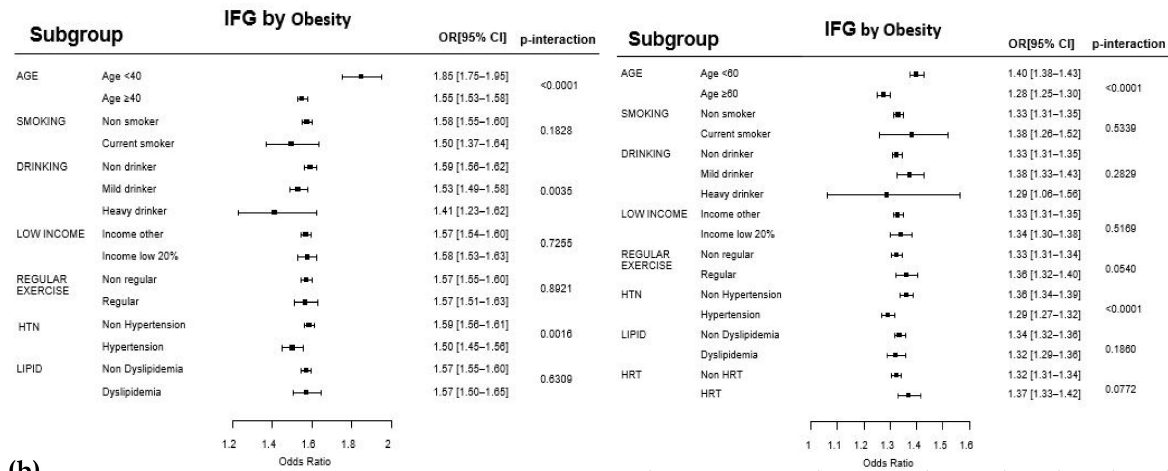 IFG by Obesity
Subgroup OR[95% CI] p-interaction
AGE Age <40 1.85 [1.75–1.95]
<0.0001
Age ≥40 1.55 [1.53–1.58]
SMOKING Non smoker 1.58 [1.55–1.60]
0.1828
Current smoker 1.50 [1.37–1.64]
DRINKING Non drinker 1.59 [1.56–1.62]
Mild drinker 1.53 [1.49–1.58] 0.0035
Heavy drinker 1.41 [1.23–1.62]
LOW INCOME Income other 1.57 [1.54–1.60]
0.7255
Income low 20% 1.58 [1.53–1.63]
REGULAR EXERCISE Non regular 1.57 [1.55–1.60]
0.8921
Regular 1.57 [1.51–1.63]
HTN Non Hypertension 1.59 [1.56–1.61]
0.0016
Hypertension 1.50 [1.45–1.56]
LIPID Non Dyslipidemia 1.57 [1.55–1.60]
0.6309
Dyslipidemia 1.57 [1.50–1.65]
1.2 1.4 1.6 1.8 2
Odds Ratio
IFG by Obesity
Subgroup OR[95% CI] p-interaction
AGE Age <60 1.40 [1.38–1.43]
<0.0001
Age ≥60 1.28 [1.25–1.30]
SMOKING Non smoker 1.33 [1.31–1.35]
0.5339
Current smoker 1.38 [1.26–1.52]
DRINKING Non drinker 1.33 [1.31–1.35]
Mild drinker 1.38 [1.33–1.43] 0.2829
Heavy drinker 1.29 [1.06–1.56]
LOW INCOME Income other 1.33 [1.31–1.35]
0.5169
Income low 20% 1.34 [1.30–1.38]
REGULAR EXERCISE Non regular 1.33 [1.31–1.34]
0.0540
Regular 1.36 [1.32–1.40]
HTN Non Hypertension 1.36 [1.34–1.39]
<0.0001
Hypertension 1.29 [1.27–1.32]
LIPID Non Dyslipidemia 1.34 [1.32–1.36]
0.1860
Dyslipidemia 1.32 [1.29–1.36]
HRT Non HRT 1.32 [1.31–1.34]
0.0772
HRT 1.37 [1.33–1.42]
1 1.1 1.2 1.3 1.4 1.5 1.6
Odds Ratio
(b)